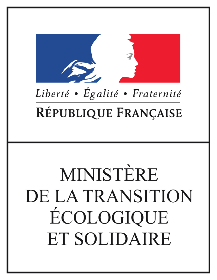 Liberté • Égalité • Fraternité
RÉPUBLIQUE FRANÇAISE
MINISTÈRE
DE LA TRANSITION
ÉCOLOGIQUE
ET SOLIDAIRE